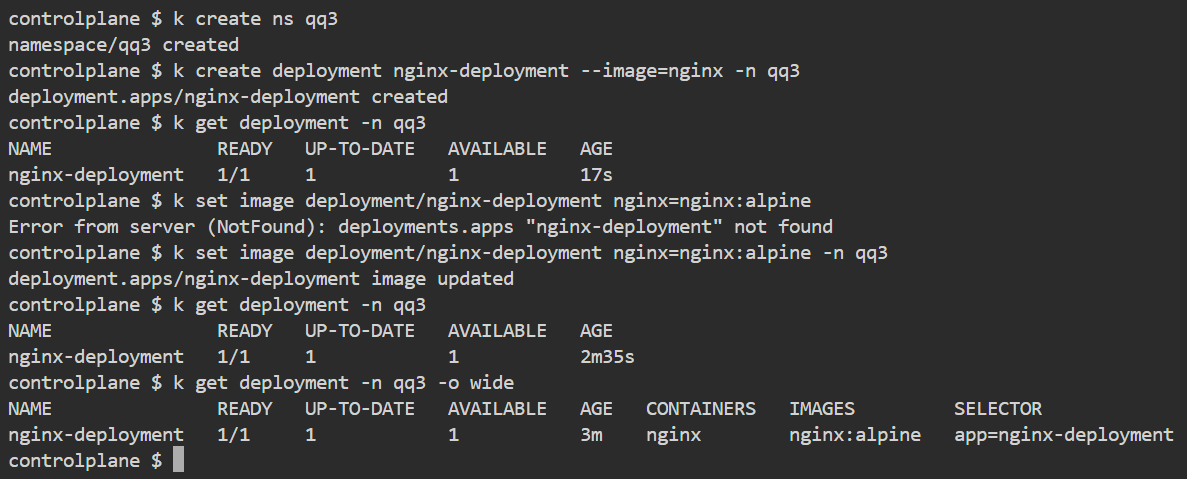 controlplane $ k create ns qq3
namespace/qq3 created
controlplane $ k create deployment nginx-deployment --image=nginx -n qq3
deployment.apps/nginx-deployment created
controlplane $ k get deployment -n qq3
NAME               READY   UP-TO-DATE   AVAILABLE   AGE
nginx-deployment   1/1     1            1           17s
controlplane $ k set image deployment/nginx-deployment nginx=nginx:alpine
Error from server (NotFound): deployments.apps "nginx-deployment" not found
controlplane $ k set image deployment/nginx-deployment nginx=nginx:alpine -n qq3
deployment.apps/nginx-deployment image updated
controlplane $ k get deployment -n qq3
NAME               READY   UP-TO-DATE   AVAILABLE   AGE
nginx-deployment   1/1     1            1           2m35s
controlplane $ k get deployment -n qq3 -o wide
NAME               READY   UP-TO-DATE   AVAILABLE   AGE   CONTAINERS   IMAGES         SELECTOR
nginx-deployment   1/1     1            1           3m    nginx        nginx:alpine   app=nginx-deployment
controlplane $